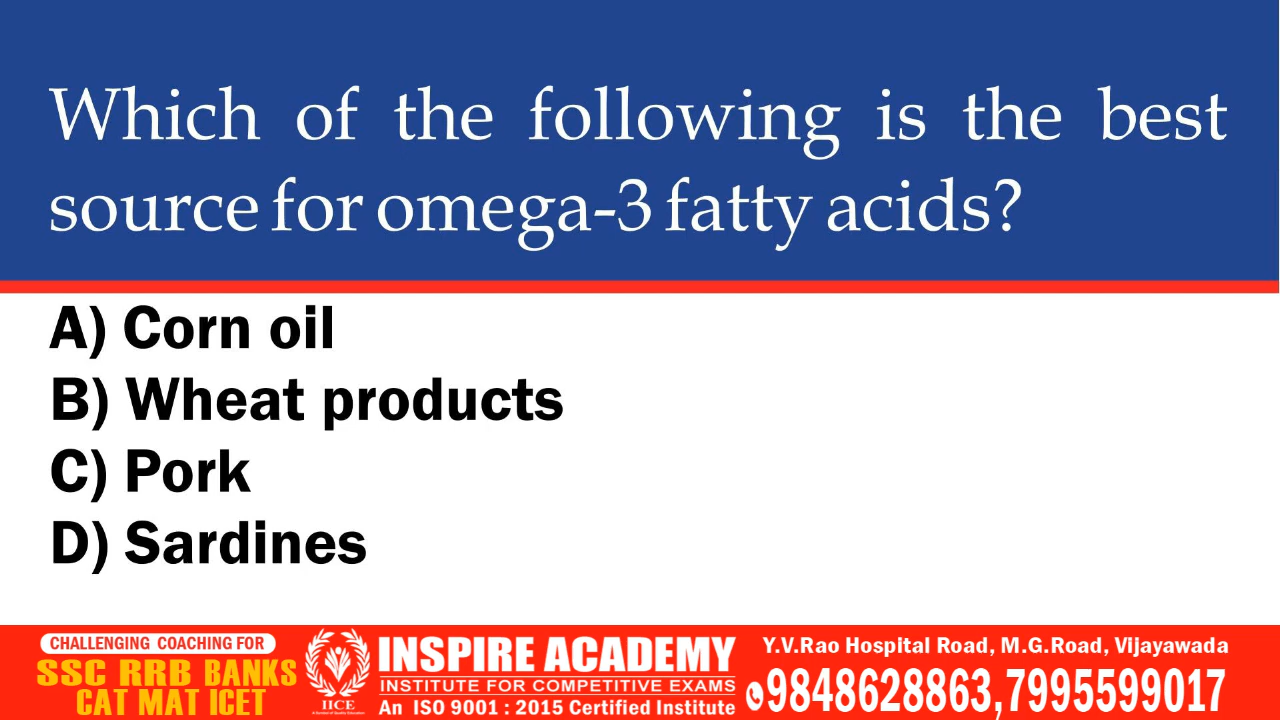 Which of the following is the best
source for omega-3 fatty acids?
A) Corn oil
B) Wheat products
C) Pork
D) Sardines
CHALLENGING COACHING FOR
SSC RRB BANKS
CAT MAT ICET
IICE
INSPIRE ACADEMY
INSTITUTE FOR COMPETITIVE EXAMS
An ISO 9001 : 2015 Certified Institute
Y.V.Rao Hospital Road, M.G.Road, Vijayawada
9848628863,7995599017